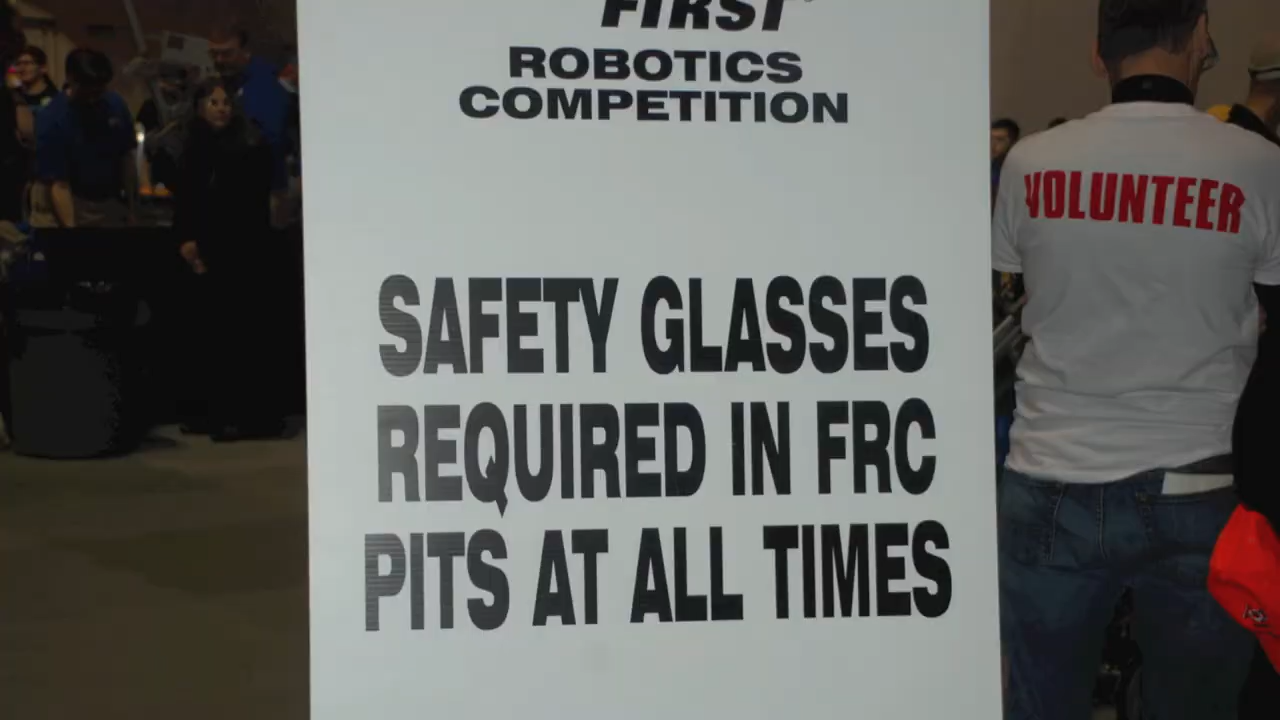 FIRST
ROBOTICS
COMPETITION
SAFETY GLASSES
REQUIRED IN FRC
PITS AT ALL TIMES
VOLUNTEER